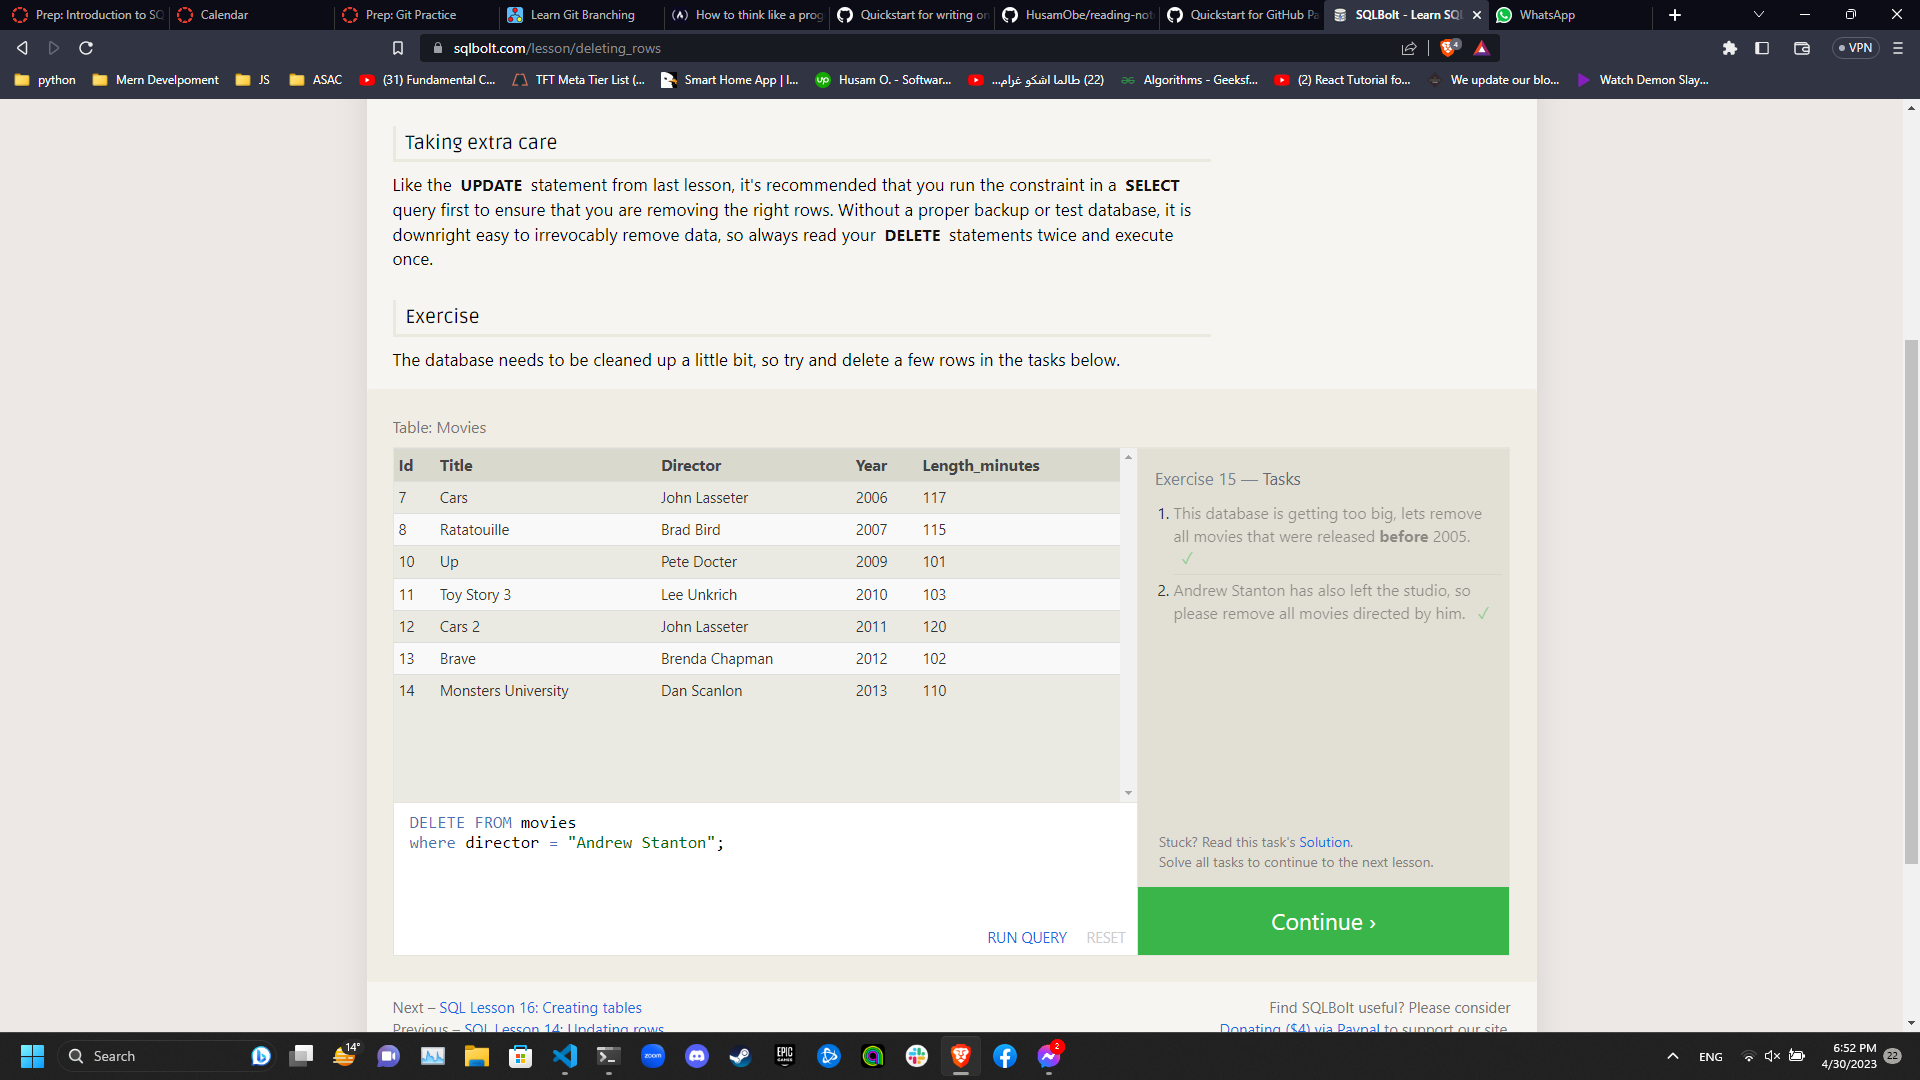 Prep: Introduction to SQ
Calendar
Prep: Git Practice
Learn Git Branching
How to think like a prog
Quickstart for writing on
HusamObe/reading-not
Quickstart for GitHub Pa
SQLBolt - Learn SQL
WhatsApp
sqlbolt.com/lesson/deleting_rows
4
VPN
python
Mern Develpoment
JS
ASAC
(31) Fundamental C...
TFT Meta Tier List (...
Smart Home App | I...
up
Husam O. - Softwar...
(22) طالما اشكو غرام...
Algorithms - Geeksf...
(2) React Tutorial fo...
We update our blo...
Watch Demon Slay...
Taking extra care
Like the UPDATE statement from last lesson, it's recommended that you run the constraint in a SELECT
query first to ensure that you are removing the right rows. Without a proper backup or test database, it is
downright easy to irrevocably remove data, so always read your DELETE statements twice and execute
once.
Exercise
The database needs to be cleaned up a little bit, so try and delete a few rows in the tasks below.
Table: Movies
Id Title Director Year Length_minutes
7 Cars John Lasseter 2006 117
8 Ratatouille Brad Bird 2007 115
10 Up Pete Docter 2009 101
11 Toy Story 3 Lee Unkrich 2010 103
12 Cars 2 John Lasseter 2011 120
13 Brave Brenda Chapman 2012 102
14 Monsters University Dan Scanlon 2013 110
DELETE FROM movies
where director = "Andrew Stanton";
RUN QUERY RESET
Exercise 15 — Tasks
1. This database is getting too big, lets remove
all movies that were released before 2005.
✓
2. Andrew Stanton has also left the studio, so
please remove all movies directed by him. ✓
Stuck? Read this task's Solution.
Solve all tasks to continue to the next lesson.
Continue ›
Next – SQL Lesson 16: Creating tables
Previous – SQL Lesson 14: Updating rows
Find SQLBolt useful? Please consider
Donating ($4) via Paypal to support our site.
Search
14°
zoom
EPIC GAMES
2
ENG
6:52 PM
4/30/2023
22